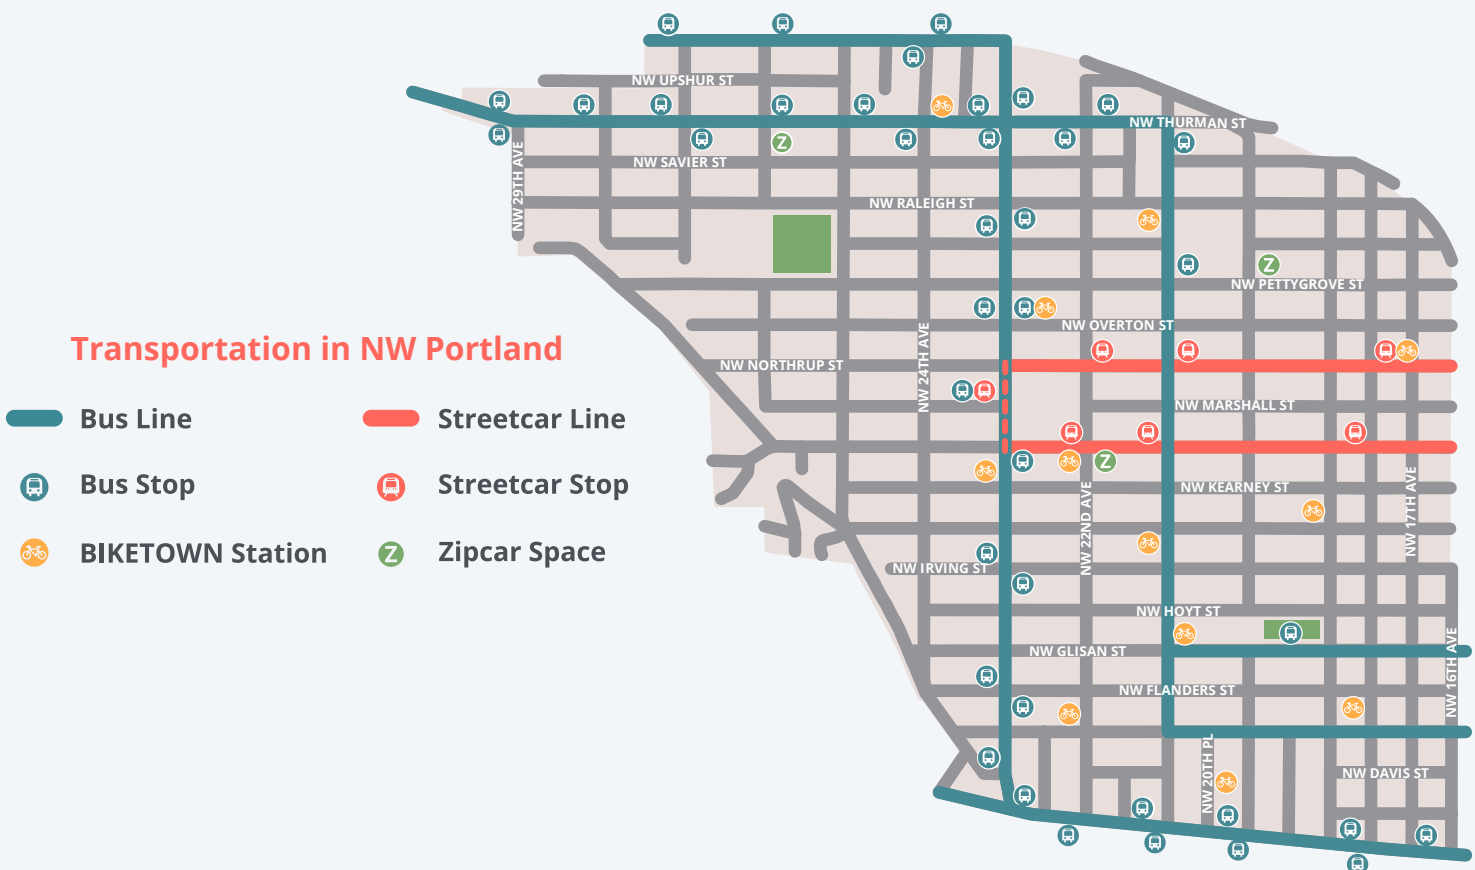 NW UPSHUR ST
NW THURMAN ST
NW SAVIER ST
NW 29TH AVE
NW RALEIGH ST
NW PETTYGROVE ST
NW OVERTON ST
Transportation in NW Portland
NW NORTHRUP ST
NW 24TH AVE
NW MARSHALL ST
Bus Line
Streetcar Line
Bus Stop
Streetcar Stop
NW KEARNEY ST
NW 22ND AVE
NW 17TH AVE
BIKETOWN Station
Z Zipcar Space
NW IRVING ST
NW HOYT ST
NW GLISAN ST
NW 16TH AVE
NW FLANDERS ST
NW 20TH PL
NW DAVIS ST
Z
Z
Z